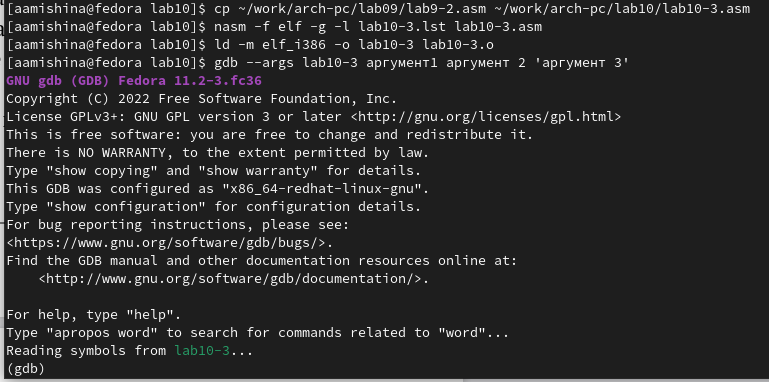 [aamishina@fedora lab10]$ cp ~/work/arch-pc/lab09/lab9-2.asm ~/work/arch-pc/lab10/lab10-3.asm
[aamishina@fedora lab10]$ nasm -f elf -g -l lab10-3.lst lab10-3.asm
[aamishina@fedora lab10]$ ld -m elf_i386 -o lab10-3 lab10-3.o
[aamishina@fedora lab10]$ gdb --args lab10-3 аргумент1 аргумент 2 'аргумент 3'
GNU gdb (GDB) Fedora 11.2-3.fc36
Copyright (C) 2022 Free Software Foundation, Inc.
License GPLv3+: GNU GPL version 3 or later <http://gnu.org/licenses/gpl.html>
This is free software: you are free to change and redistribute it.
There is NO WARRANTY, to the extent permitted by law.
Type "show copying" and "show warranty" for details.
This GDB was configured as "x86_64-redhat-linux-gnu".
Type "show configuration" for configuration details.
For bug reporting instructions, please see:
<https://www.gnu.org/software/gdb/bugs/>.
Find the GDB manual and other documentation resources online at:
    <http://www.gnu.org/software/gdb/documentation/>.

For help, type "help".
Type "apropos word" to search for commands related to "word"...
Reading symbols from lab10-3...
(gdb)